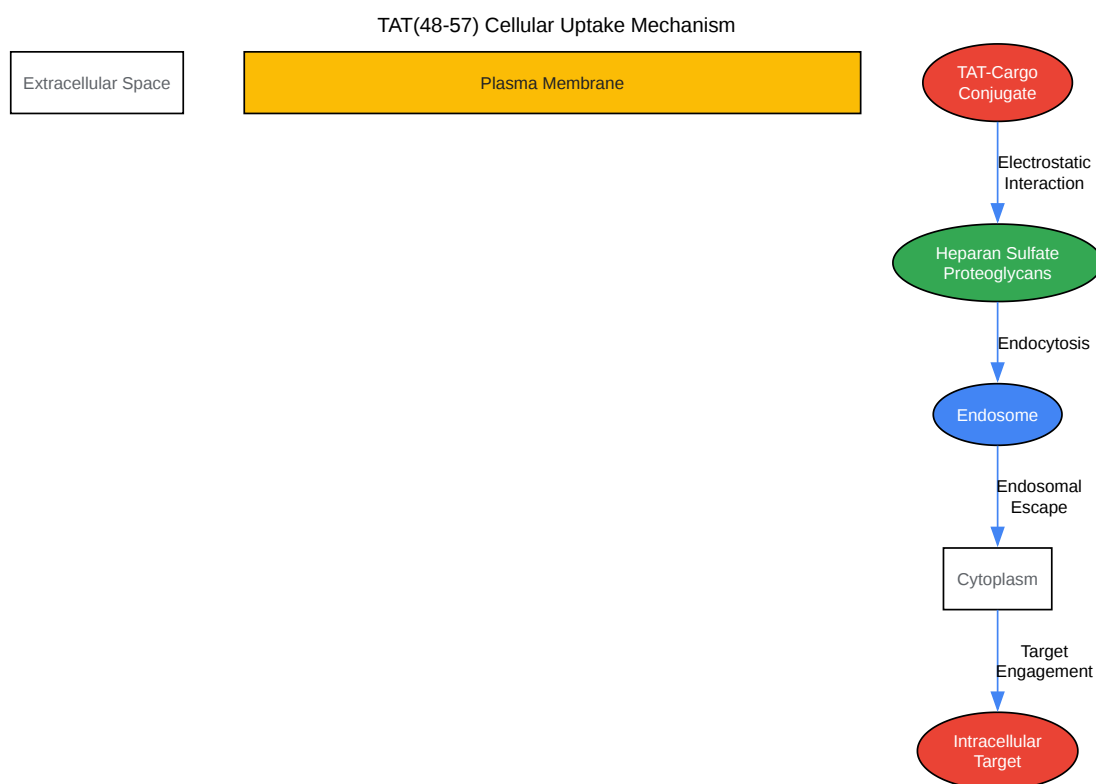 TAT(48-57) Cellular Uptake Mechanism
Extracellular Space
Plasma Membrane
TAT-Cargo
Conjugate
Electrostatic
Interaction
Heparan Sulfate
Proteoglycans
Endocytosis
Endosome
Endosomal
Escape
Cytoplasm
Target
Engagement
Intracellular
Target